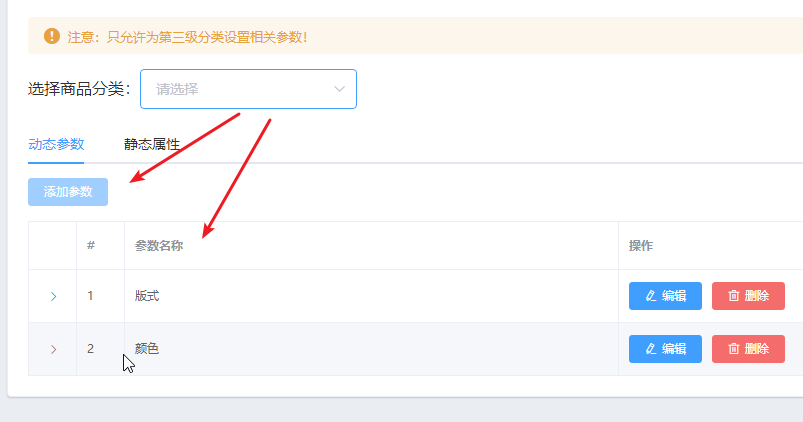 注意：只允许为第三级分类设置相关参数！
选择商品分类： 请选择
动态参数 静态属性
添加参数
# 参数名称 操作
1 版式 编辑 删除
2 颜色 编辑 删除